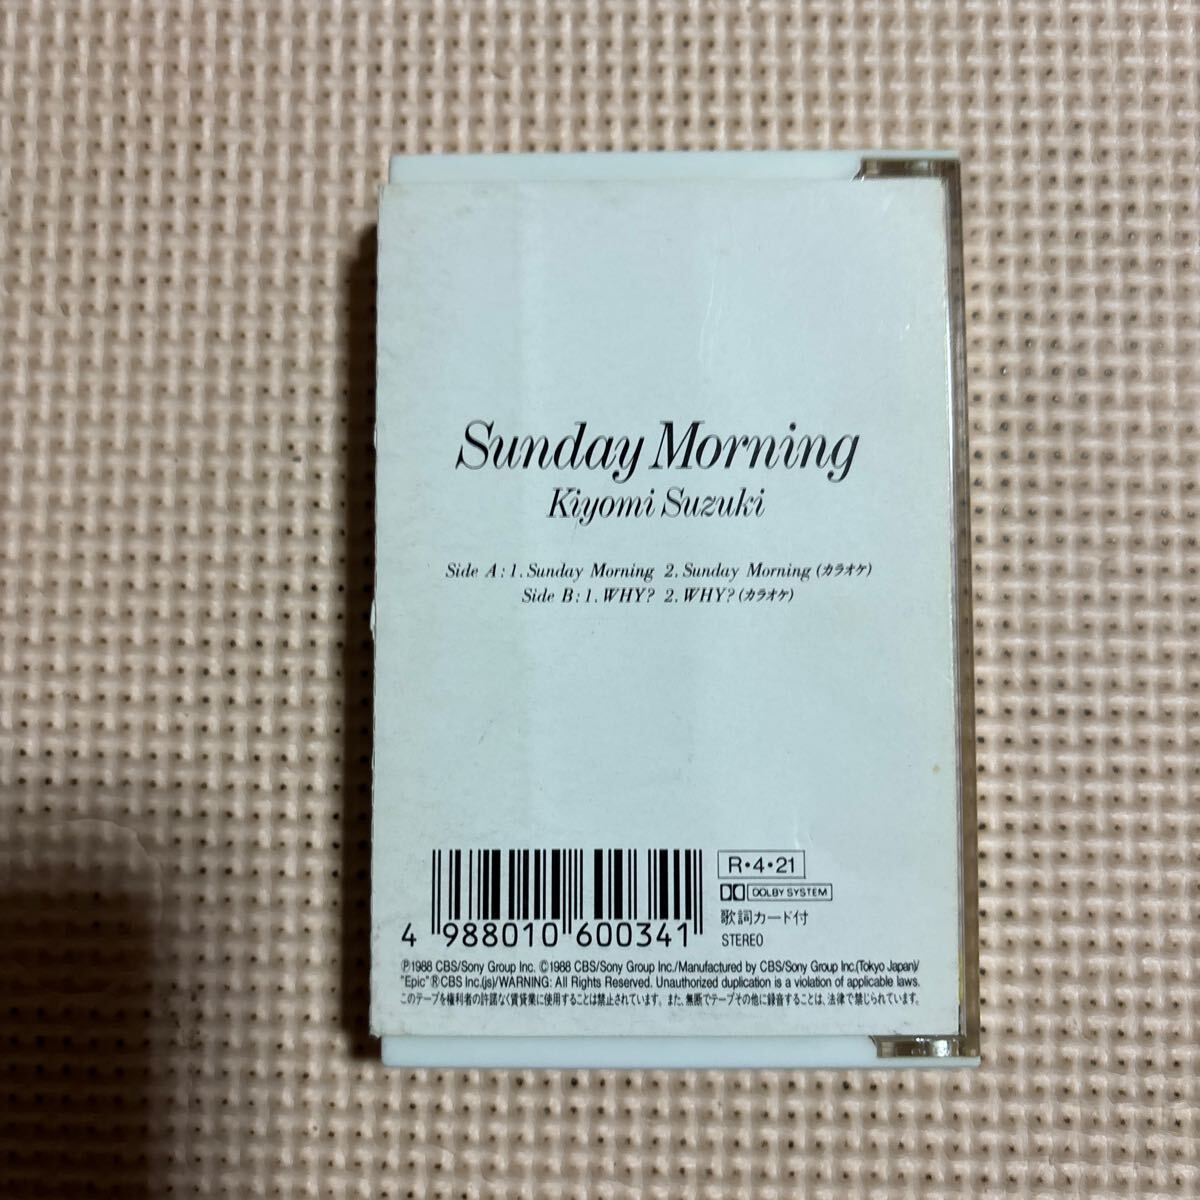 Sunday Morning
Kiyomi Suzuki
Side A: 1. Sunday Morning 2. Sunday Morning (カラオケ)
Side B: 1. WHY? 2. WHY? (カラオケ)
R・4・21
DOLBY SYSTEM
歌詞カード付
STEREO
4 988010 600341
Ⓟ1988 CBS/Sony Group Inc. ©1988 CBS/Sony Group Inc./Manufactured by CBS/Sony Group Inc.(Tokyo Japan)/
"Epic"®CBS Inc.(js)/WARNING: All Rights Reserved. Unauthorized duplication is a violation of applicable laws.
このテープを権利者の許諾なく賃貸業に使用することは禁止されています。また、無断でテープその他に録音することは、法律で禁じられています。